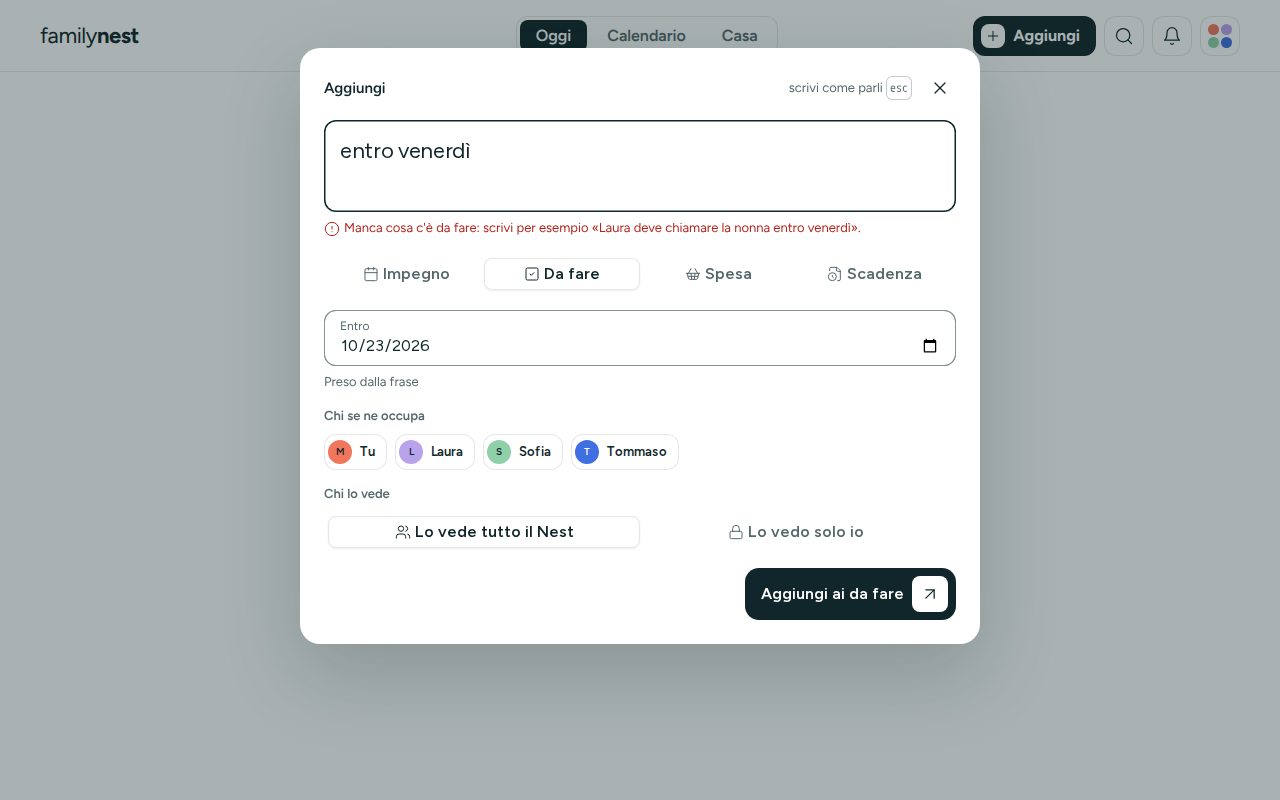 familynest
Oggi Calendario Casa
Aggiungi
Aggiungi
scrivi come parli esc
entro venerdì
Manca cosa c'è da fare: scrivi per esempio «Laura deve chiamare la nonna entro venerdì».
Impegno Da fare Spesa Scadenza
Entro
10/23/2026
Preso dalla frase
Chi se ne occupa
M Tu L Laura S Sofia T Tommaso
Chi lo vede
Lo vede tutto il Nest Lo vedo solo io
Aggiungi ai da fare